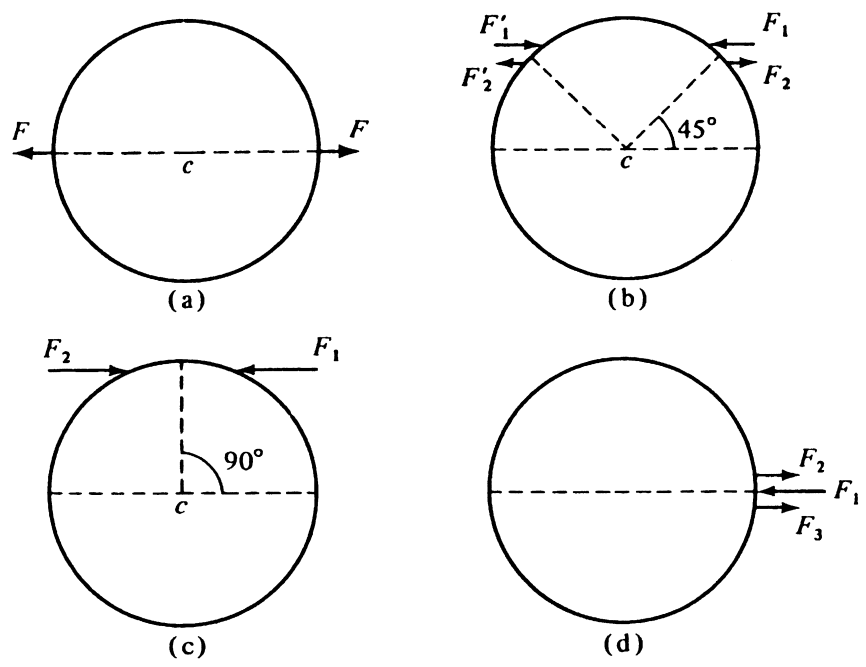 F F
c
(a)
F'₁ F₁
F'₂ F₂
45°
c
(b)
F₂ F₁
90°
c
(c)
F₂
F₁
F₃
(d)